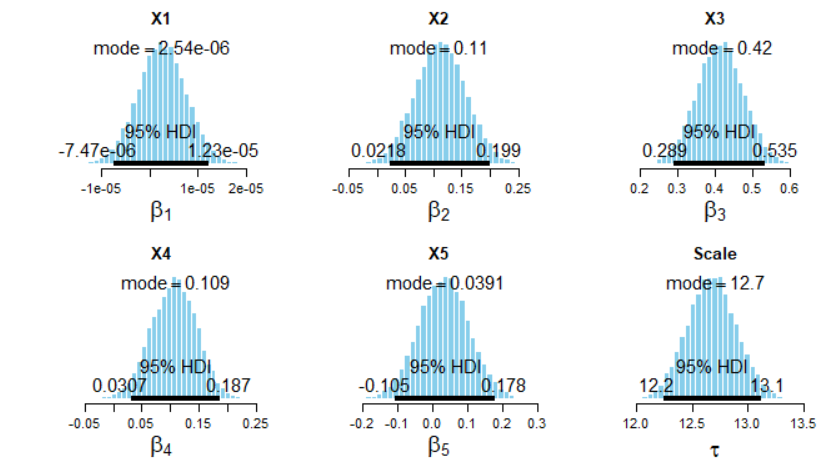 X1 X2 X3
mode = 2.54e-06 mode = 0.11 mode = 0.42
95% HDI 95% HDI 95% HDI
-7.47e-06 1.23e-05 0.0218 0.199 0.289 0.535
-1e-05 1e-05 2e-05 -0.05 0.05 0.15 0.25 0.2 0.3 0.4 0.5 0.6
β1 β2 β3
X4 X5 Scale
mode = 0.109 mode = 0.0391 mode = 12.7
95% HDI 95% HDI 95% HDI
0.0307 0.187 -0.105 0.178 12.2 13.1
-0.05 0.05 0.15 0.25 -0.2 -0.1 0.0 0.1 0.2 0.3 12.0 12.5 13.0 13.5
β4 β5 τ